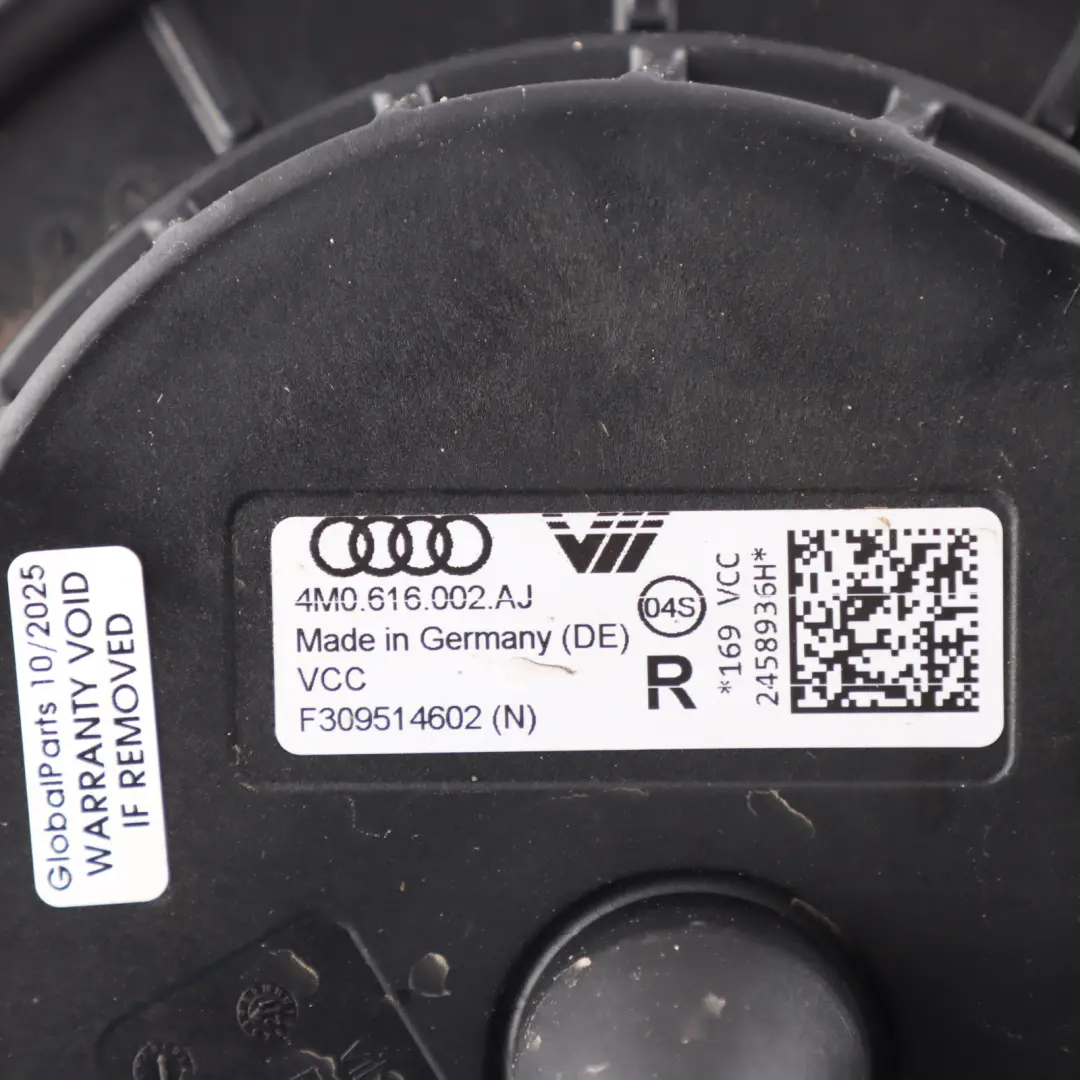 4M0.616.002.AJ
Made in Germany (DE)
VCC
F309514602 (N)
04S
R
*169 VCC
2458936H*
GlobalParts 10/2025
WARRANTY VOID
IF REMOVED